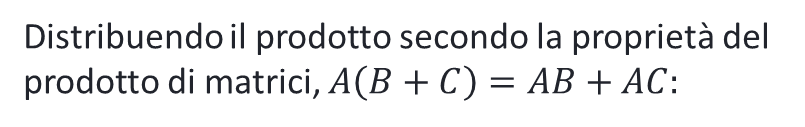 Distribuendo il prodotto secondo la proprietà del
prodotto di matrici, A(B + C) = AB + AC: